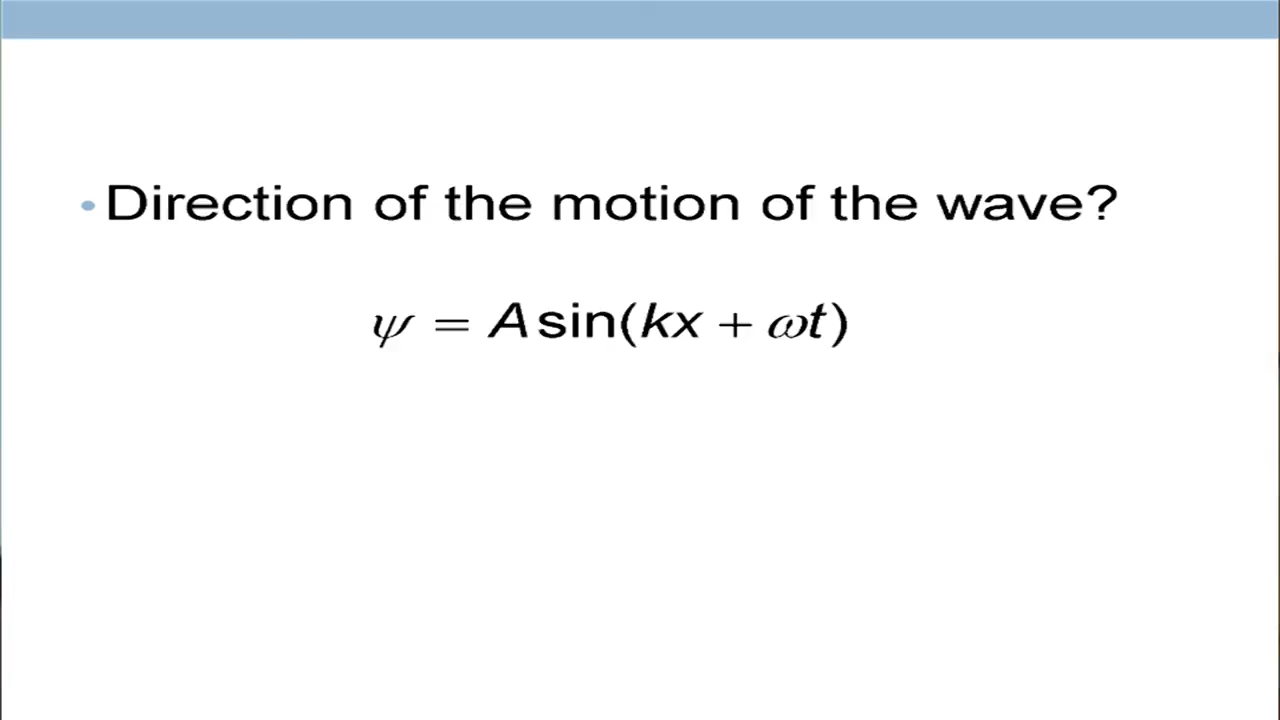 • Direction of the motion of the wave?
ψ = A sin(kx + ωt)